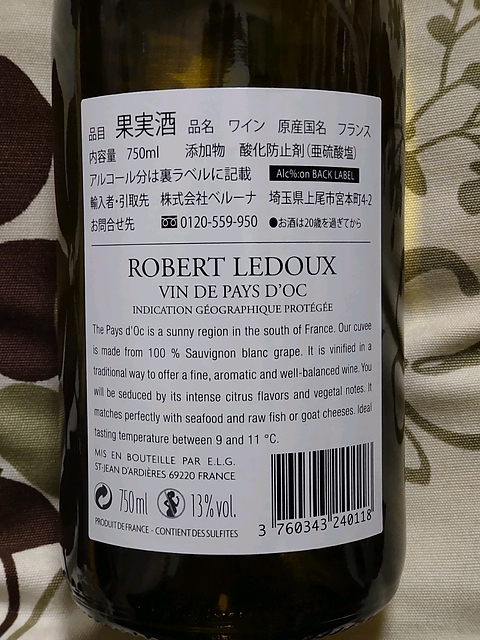 品目 果実酒 品名 ワイン 原産国名 フランス
内容量 750ml 添加物 酸化防止剤(亜硫酸塩)
アルコール分は裏ラベルに記載 Alc%:on BACK LABEL
輸入者・引取先 株式会社ベルーナ 埼玉県上尾市宮本町4-2
お問合せ先 0120-559-950 ●お酒は20歳を過ぎてから
ROBERT LEDOUX
VIN DE PAYS D'OC
INDICATION GÉOGRAPHIQUE PROTÉGÉE
The Pays d'Oc is a sunny region in the south of France. Our cuvee
is made from 100 % Sauvignon blanc grape. It is vinified in a
traditional way to offer a fine, aromatic and well-balanced wine. You
will be seduced by its intense citrus flavors and vegetal notes. It
matches perfectly with seafood and raw fish or goat cheeses. Ideal
tasting temperature between 9 and 11 °C.
MIS EN BOUTEILLE PAR E.L.G.
ST-JEAN D'ARDIÈRES 69220 FRANCE
750ml 13% vol.
PRODUIT DE FRANCE - CONTIENT DES SULFITES
3 760343 240118